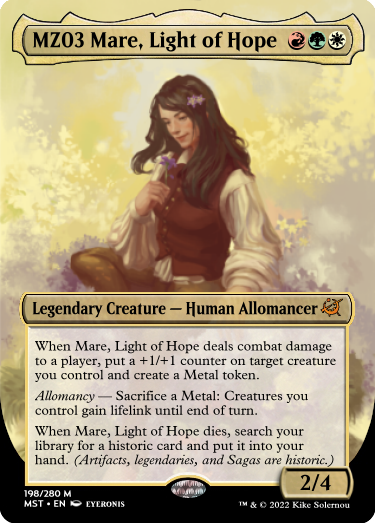 MZ03 Mare, Light of Hope
Legendary Creature — Human Allomancer
When Mare, Light of Hope deals combat damage
to a player, put a +1/+1 counter on target creature
you control and create a Metal token.
Allomancy — Sacrifice a Metal: Creatures you
control gain lifelink until end of turn.
When Mare, Light of Hope dies, search your
library for a historic card and put it into your
hand. (Artifacts, legendaries, and Sagas are historic.)
2/4
198/280 M
MST • EN EYERONIS
™ & © 2022 Kike Solernou